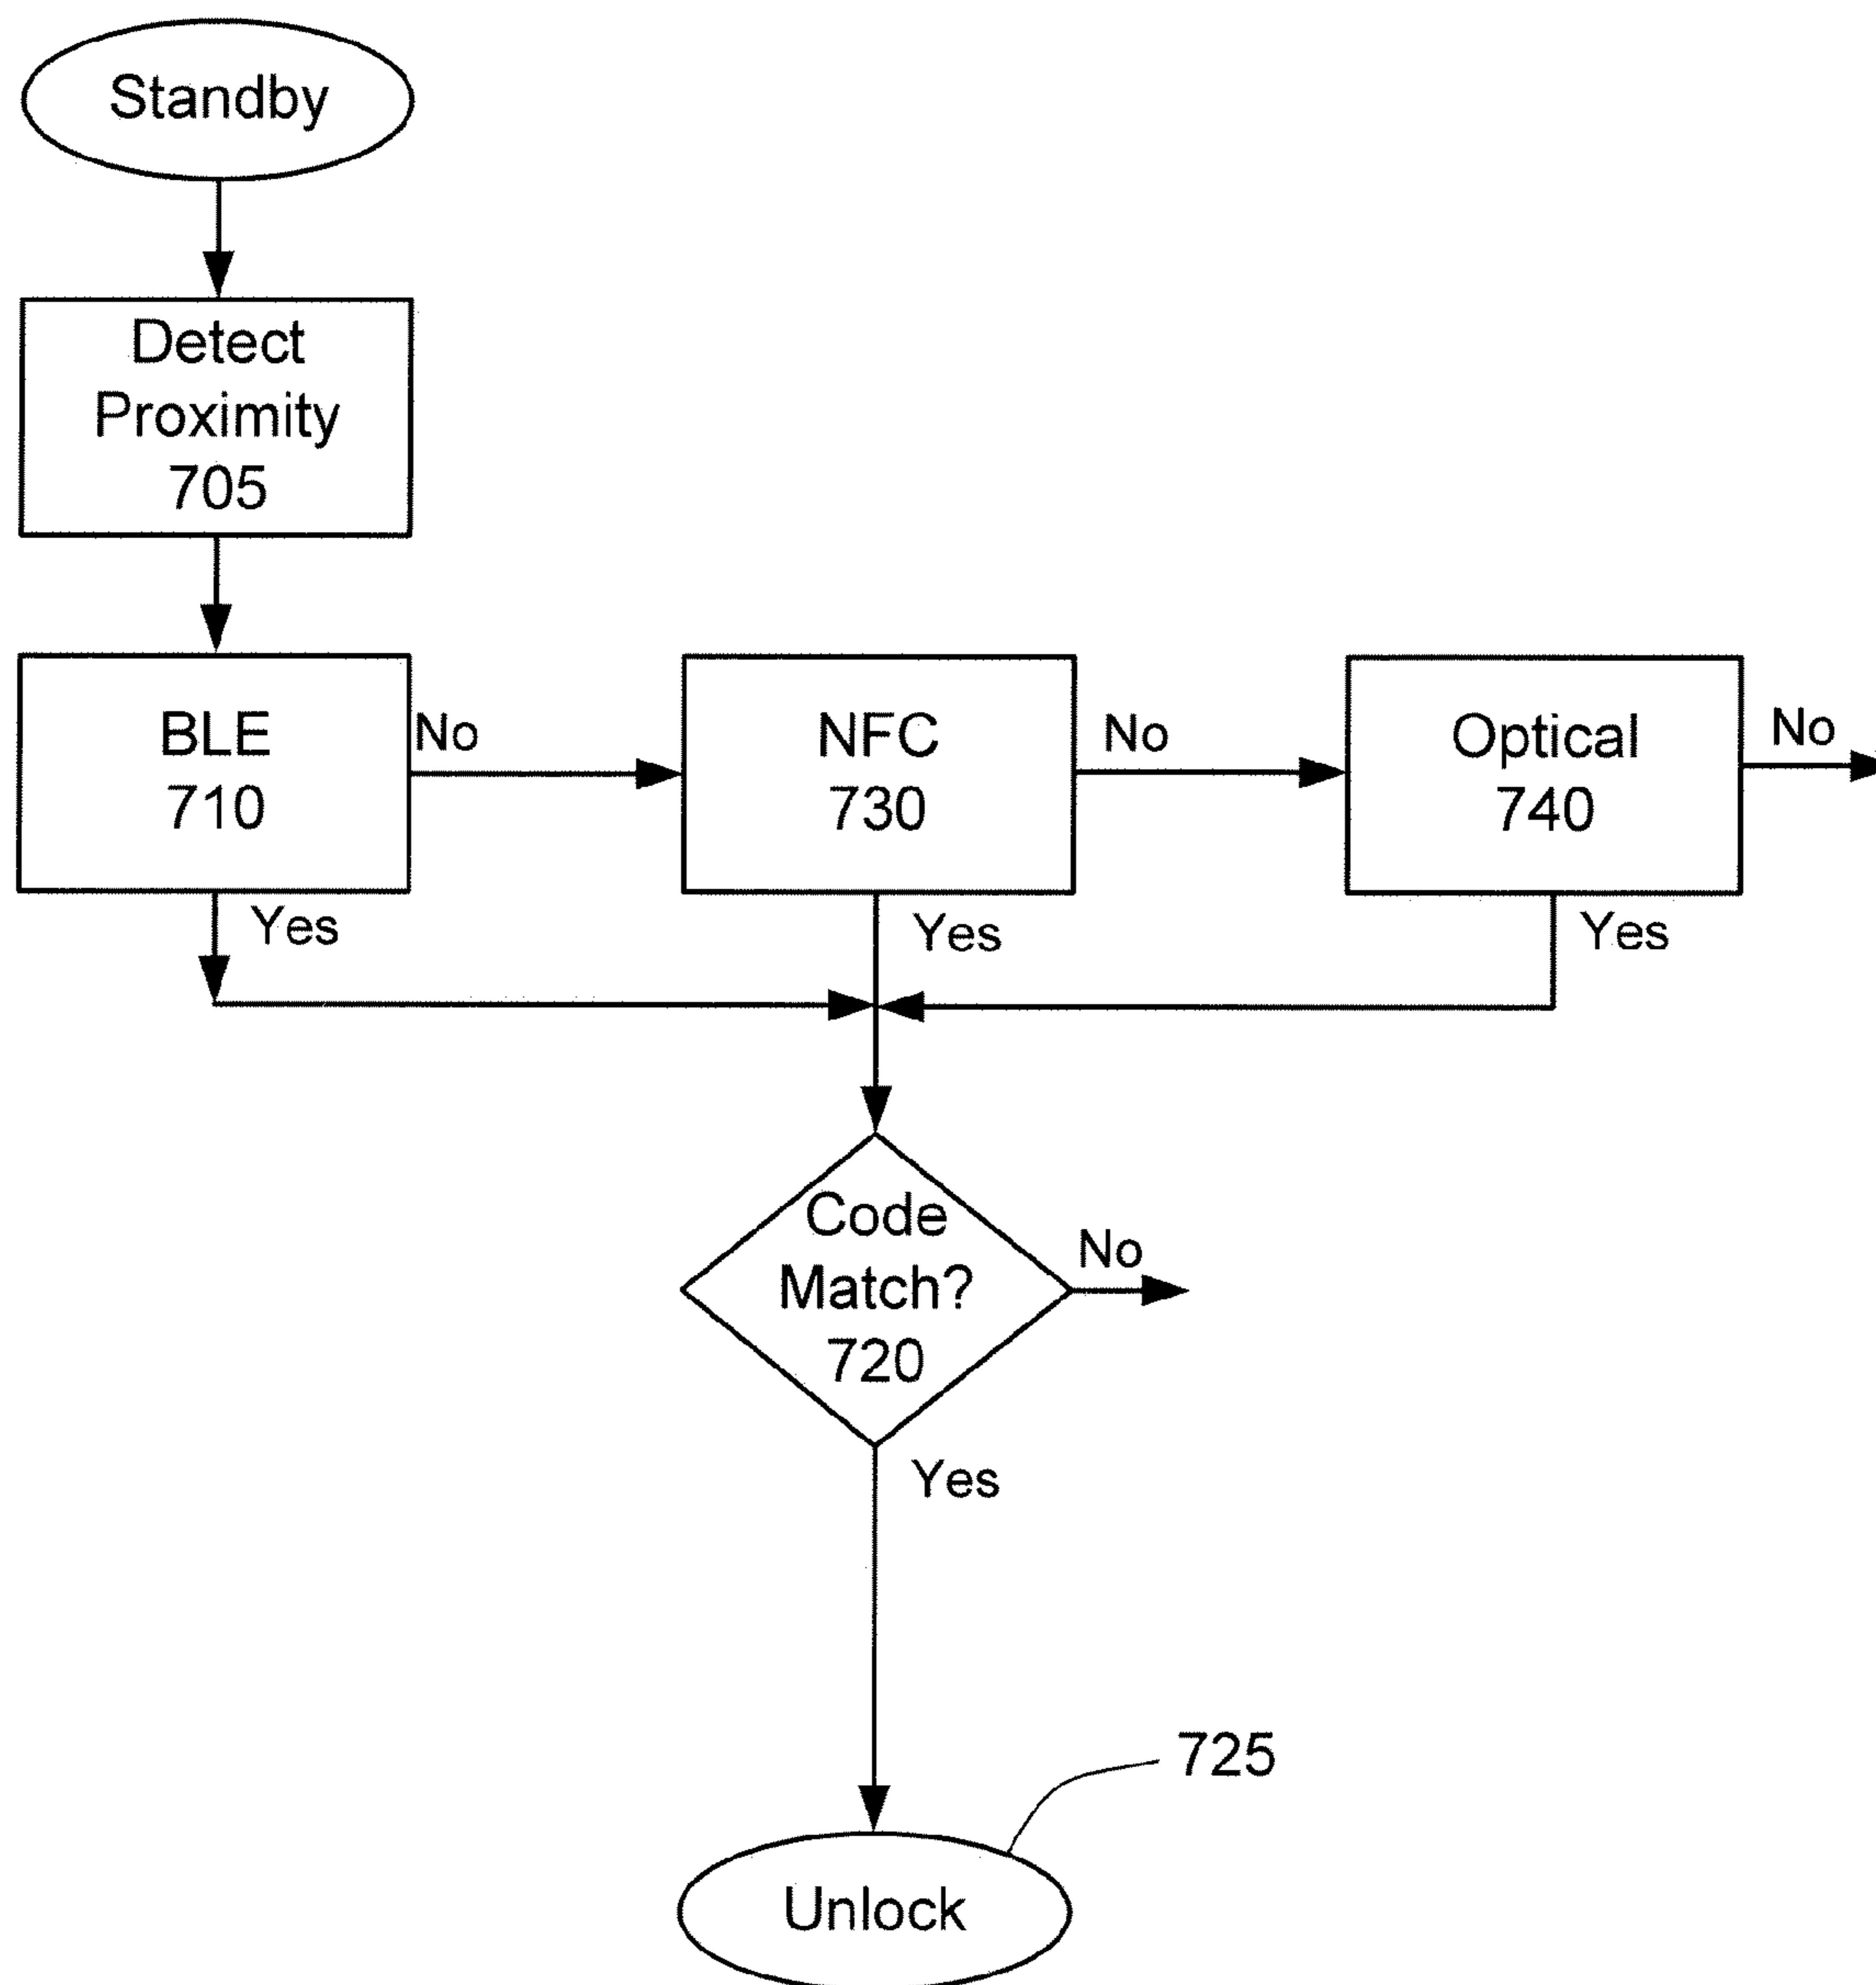 Standby
Detect
Proximity
705
BLE
710
No
NFC
730
No
Optical
740
No
Yes
Yes
Yes
Code
Match?
720
No
Yes
725
Unlock